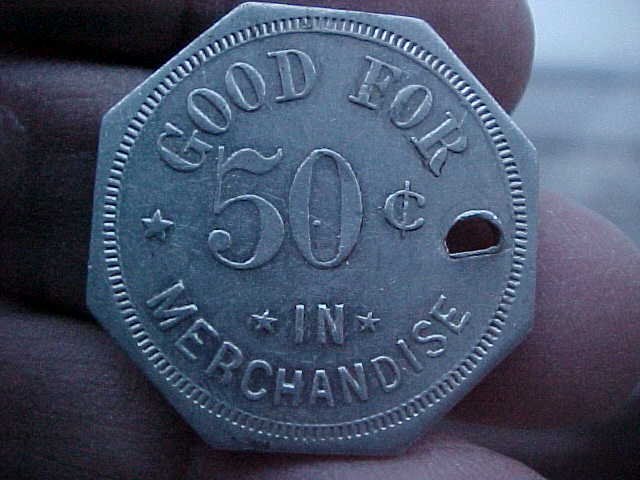 GOOD FOR
50¢
IN
MERCHANDISE